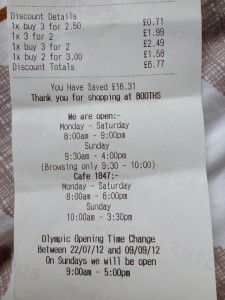 Discount Details
1x buy 3 for 2.50 £0.71
1x 3 for 2 £1.99
1x buy 3 for 2 £2.49
1x buy 2 for 3.00 £1.58
Discount Totals £6.77
You Have Saved £16.31
Thank you for shopping at BOOTHS
We are open:-
Monday - Saturday
8:00am - 9:00pm
Sunday
9:30am - 4:00pm
(Browsing only 9:30 - 10:00)
Cafe 1847:-
Monday - Saturday
8:00am - 6:00pm
Sunday
10:00am - 3:30pm
Olympic Opening Time Change
Between 22/07/12 and 09/09/12
On Sundays we will be open
9:00am - 5:00pm